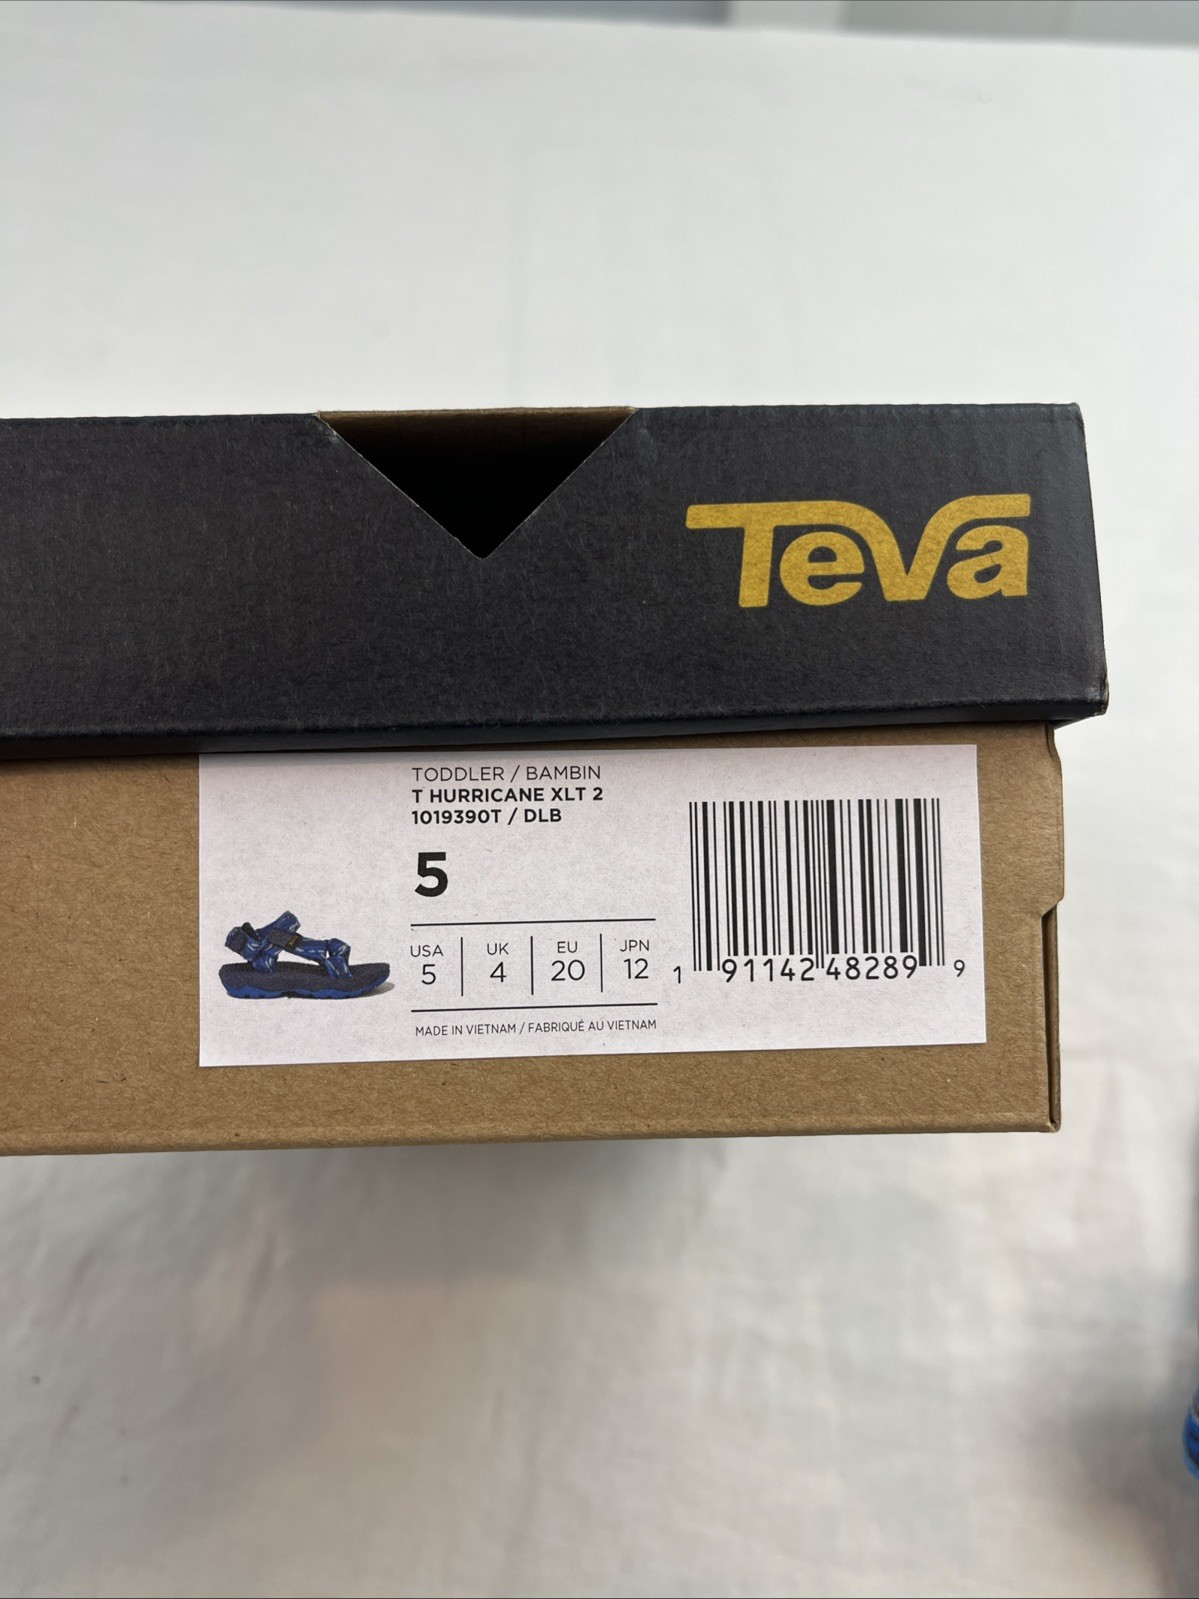 Teva
TODDLER / BAMBIN
T HURRICANE XLT 2
1019390T / DLB
5
USA UK EU JPN
5 4 20 12
MADE IN VIETNAM / FABRIQUÉ AU VIETNAM
1 91142 48289 9